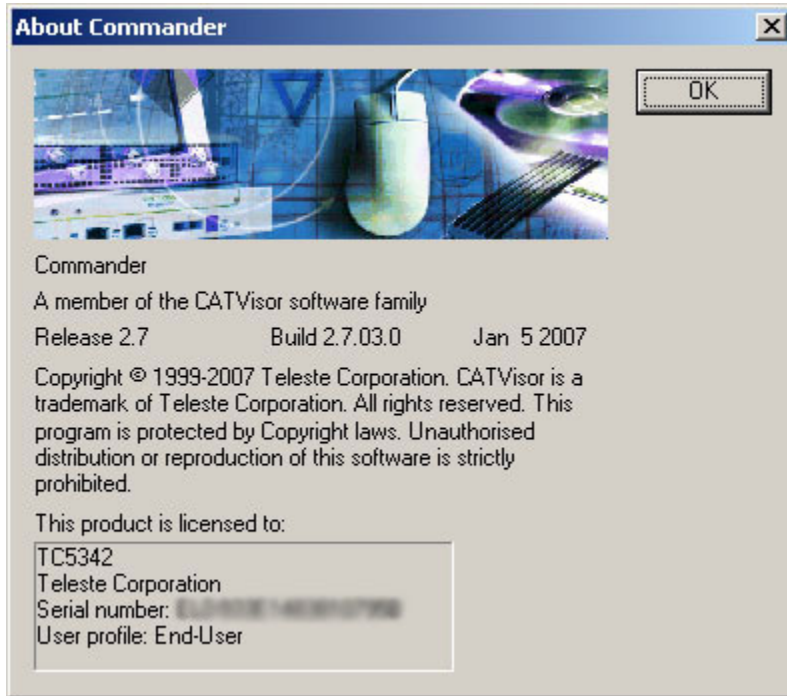 About Commander
OK
Commander
A member of the CATVisor software family
Release 2.7 Build 2.7.03.0 Jan 5 2007
Copyright © 1999-2007 Teleste Corporation. CATVisor is a
trademark of Teleste Corporation. All rights reserved. This
program is protected by Copyright laws. Unauthorised
distribution or reproduction of this software is strictly
prohibited.
This product is licensed to:
TC5342
Teleste Corporation
Serial number:
User profile: End-User